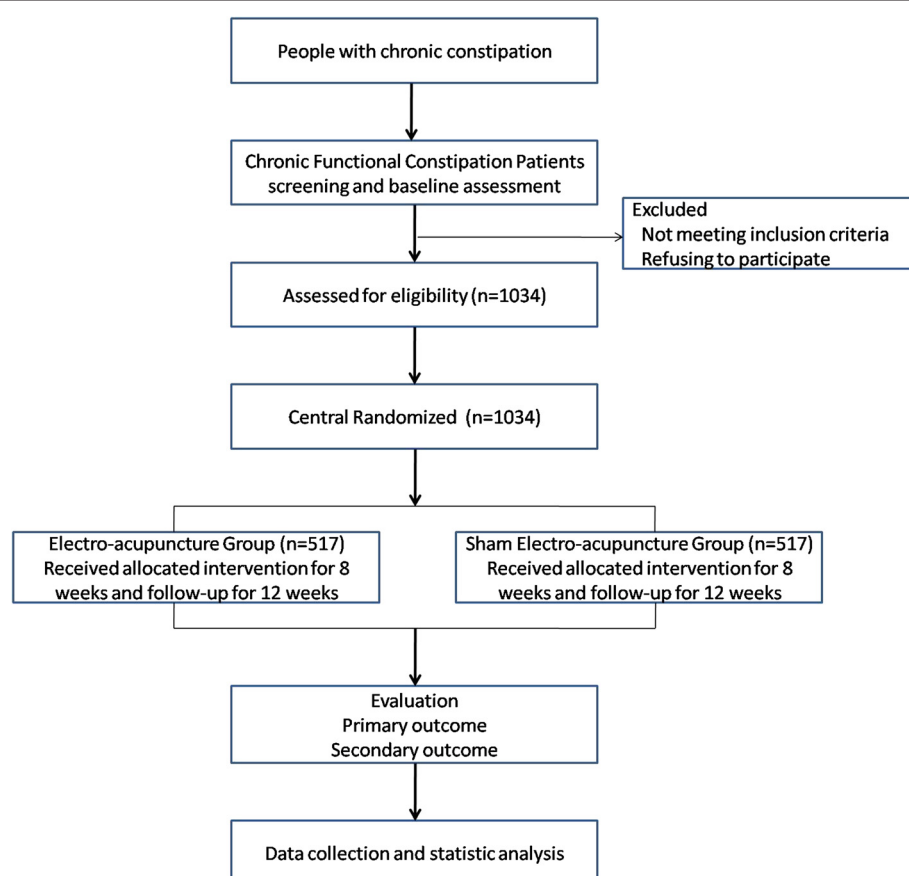 People with chronic constipation
Chronic Functional Constipation Patients
screening and baseline assessment
Excluded
Not meeting inclusion criteria
Refusing to participate
Assessed for eligibility (n=1034)
Central Randomized (n=1034)
Electro-acupuncture Group (n=517)
Received allocated intervention for 8
weeks and follow-up for 12 weeks
Sham Electro-acupuncture Group (n=517)
Received allocated intervention for 8
weeks and follow-up for 12 weeks
Evaluation
Primary outcome
Secondary outcome
Data collection and statistic analysis